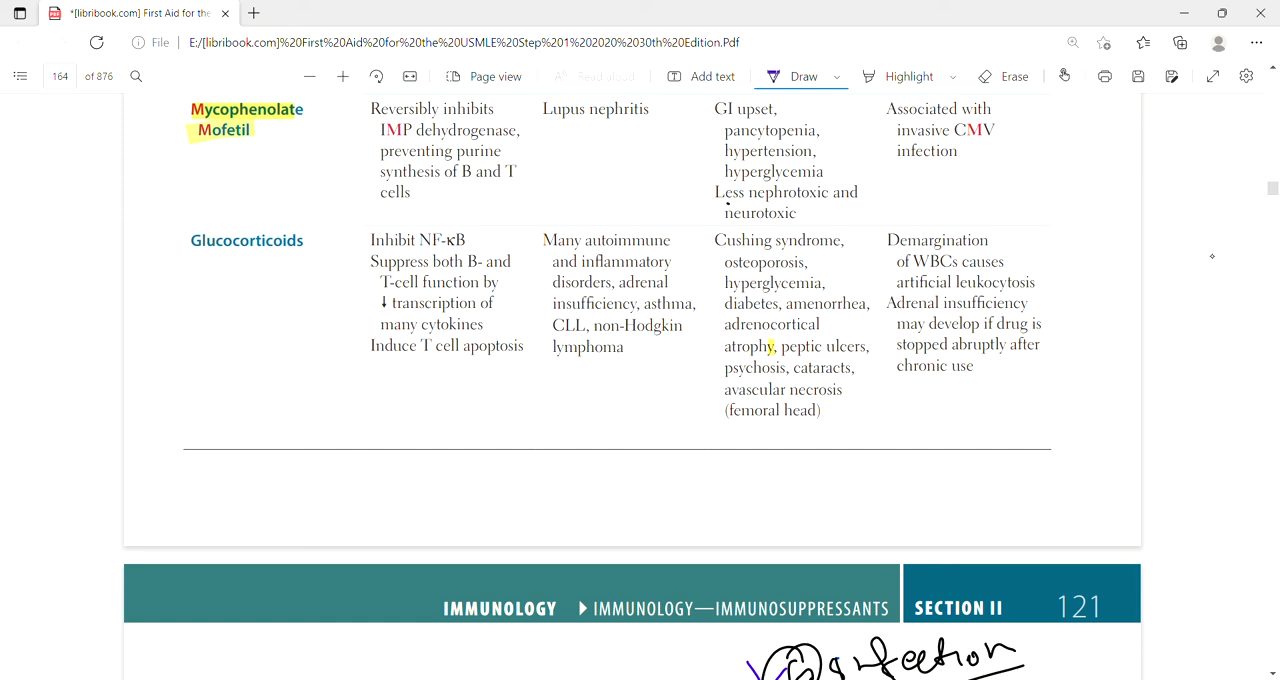 *[libribook.com] First Aid for the
File
E:/[libribook.com]%20First%20Aid%20for%20the%20USMLE%20Step%201%202020%2030th%20Edition.Pdf
164 of 876
Page view
Read aloud
Add text
Draw
Highlight
Erase
Mycophenolate
Mofetil
Reversibly inhibits
IMP dehydrogenase,
preventing purine
synthesis of B and T
cells
Lupus nephritis
GI upset,
pancytopenia,
hypertension,
hyperglycemia
Less nephrotoxic and
neurotoxic
Associated with
invasive CMV
infection
Glucocorticoids
Inhibit NF-κB
Suppress both B- and
T-cell function by
↓ transcription of
many cytokines
Induce T cell apoptosis
Many autoimmune
and inflammatory
disorders, adrenal
insufficiency, asthma,
CLL, non-Hodgkin
lymphoma
Cushing syndrome,
osteoporosis,
hyperglycemia,
diabetes, amenorrhea,
adrenocortical
atrophy, peptic ulcers,
psychosis, cataracts,
avascular necrosis
(femoral head)
Demargination
of WBCs causes
artificial leukocytosis
Adrenal insufficiency
may develop if drug is
stopped abruptly after
chronic use
IMMUNOLOGY ▶ IMMUNOLOGY—IMMUNOSUPPRESSANTS
SECTION II
121
infection